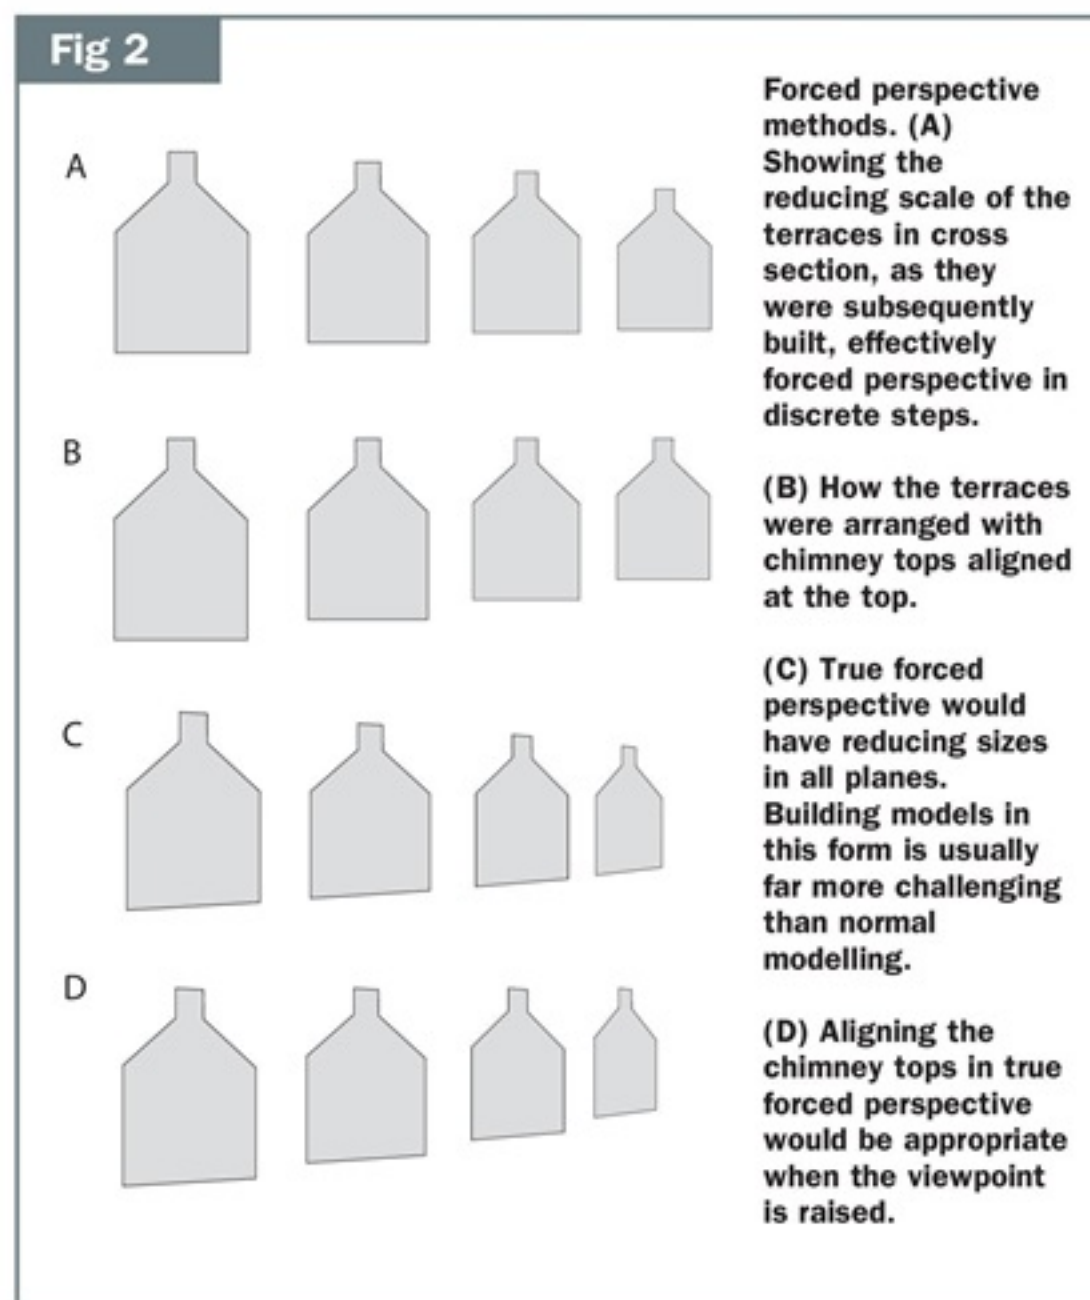 Fig 2
A
B
C
D
Forced perspective
methods. (A)
Showing the
reducing scale of the
terraces in cross
section, as they
were subsequently
built, effectively
forced perspective in
discrete steps.
(B) How the terraces
were arranged with
chimney tops aligned
at the top.
(C) True forced
perspective would
have reducing sizes
in all planes.
Building models in
this form is usually
far more challenging
than normal
modelling.
(D) Aligning the
chimney tops in true
forced perspective
would be appropriate
when the viewpoint
is raised.